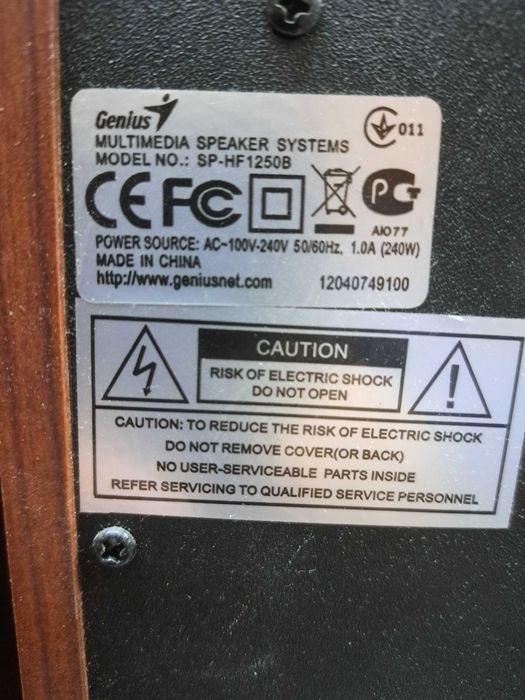 Genius
011
MULTIMEDIA SPEAKER SYSTEMS
MODEL NO.: SP-HF1250B
CE FC PG
AIO77
POWER SOURCE: AC~100V-240V 50/60Hz, 1.0A (240W)
MADE IN CHINA
http://www.geniusnet.com 12040749100
CAUTION
RISK OF ELECTRIC SHOCK
DO NOT OPEN
CAUTION: TO REDUCE THE RISK OF ELECTRIC SHOCK
DO NOT REMOVE COVER(OR BACK)
NO USER-SERVICEABLE PARTS INSIDE
REFER SERVICING TO QUALIFIED SERVICE PERSONNEL